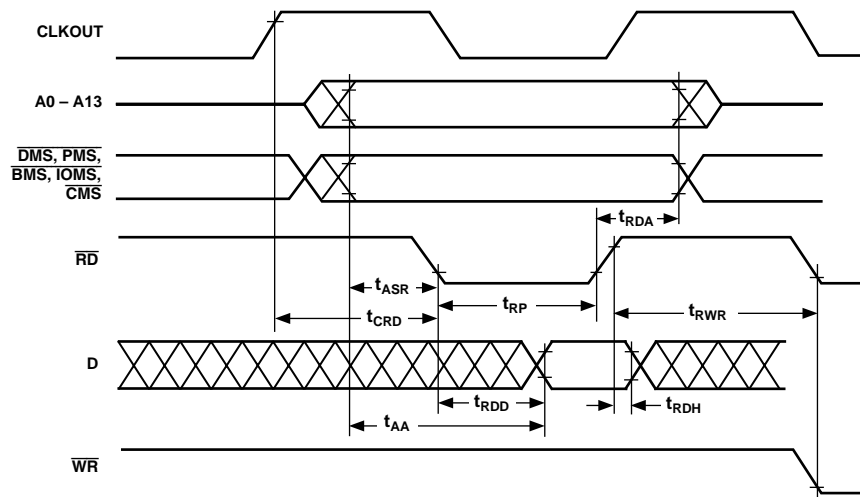 CLKOUT
A0 – A13
DMS, PMS,
BMS, IOMS,
CMS
tRDA
RD
tASR
tCRD
tRP
tRWR
D
tRDD
tRDH
tAA
WR